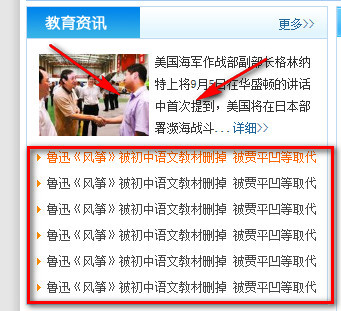 教育资讯 更多>>
美国海军作战部副部长格林纳
特上将9月5日在华盛顿的讲话
中首次提到，美国将在日本部
署濒海战斗...详细>>
鲁迅《风筝》被初中语文教材删掉 被贾平凹等取代
鲁迅《风筝》被初中语文教材删掉 被贾平凹等取代
鲁迅《风筝》被初中语文教材删掉 被贾平凹等取代
鲁迅《风筝》被初中语文教材删掉 被贾平凹等取代
鲁迅《风筝》被初中语文教材删掉 被贾平凹等取代
鲁迅《风筝》被初中语文教材删掉 被贾平凹等取代